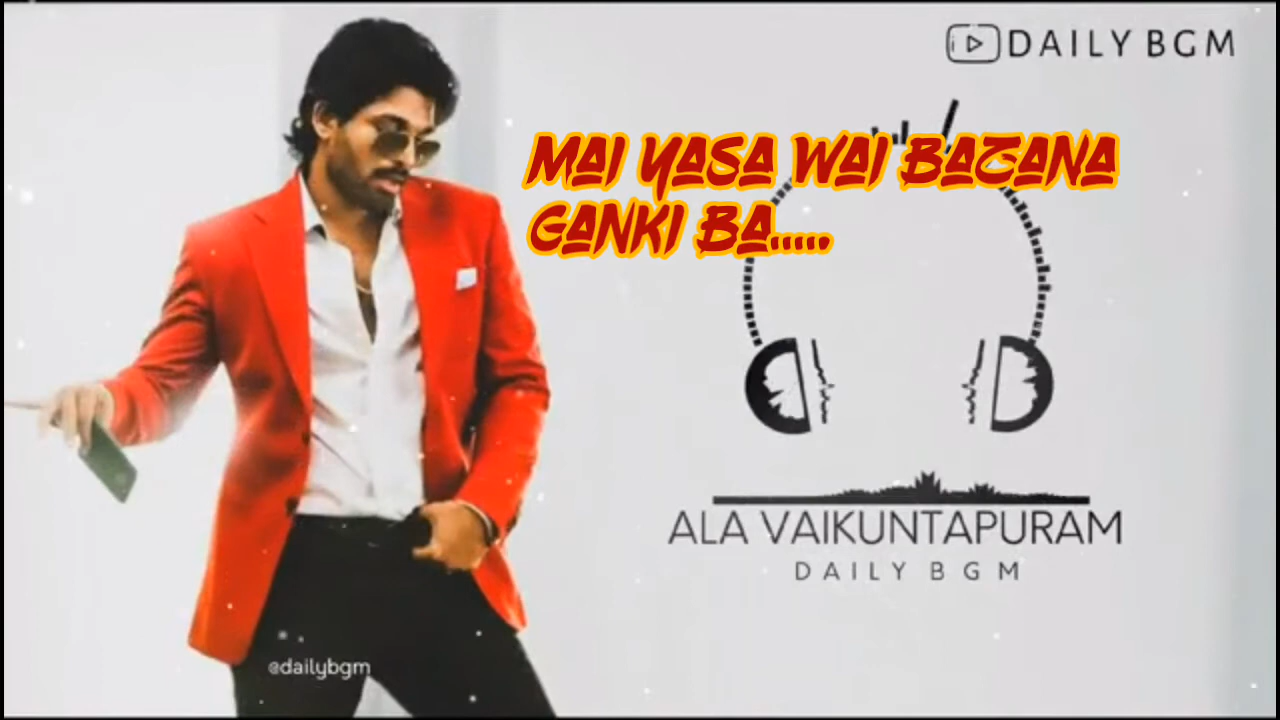 DAILY BGM
MAI YASA WAI BAZANA
GANKI BA.....
ALA VAIKUNTAPURAM
DAILY BGM
@dailybgm